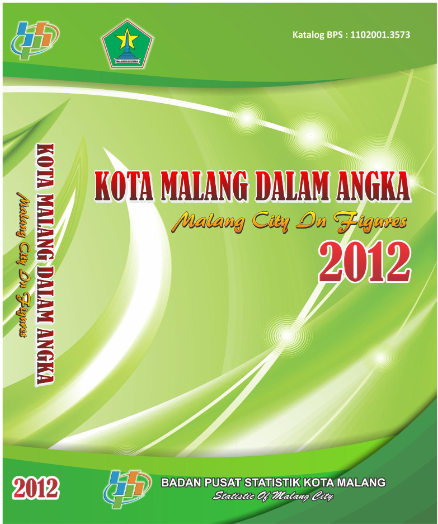 Katalog BPS : 1102001.3573
KOTA MALANG DALAM ANGKA
Malang City In Figures
2012
KOTA MALANG DALAM ANGKA
Malang City In Figures
2012
BADAN PUSAT STATISTIK KOTA MALANG
Statistic Of Malang City